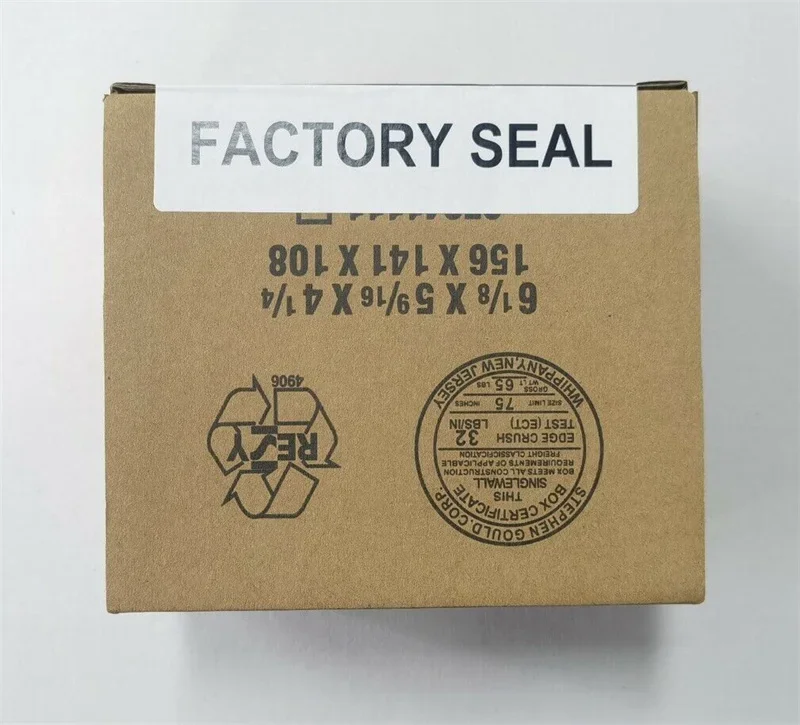 FACTORY SEAL
156 X 141 X 108
6 1/8 X 5 9/16 X 4 1/4
4906
RESY
WHIPPANY, NEW JERSEY
GROSS WT LT 65 LBS
SIZE LIMIT 75 INCHES
EDGE CRUSH TEST (ECT) 32 LBS/IN
BOX MEETS ALL CONSTRUCTION
REQUIREMENTS OF APPLICABLE
FREIGHT CLASSICFICATION
THIS
SINGLEWALL
BOX CERTIFICATE
STEPHEN GOULD.CORP.